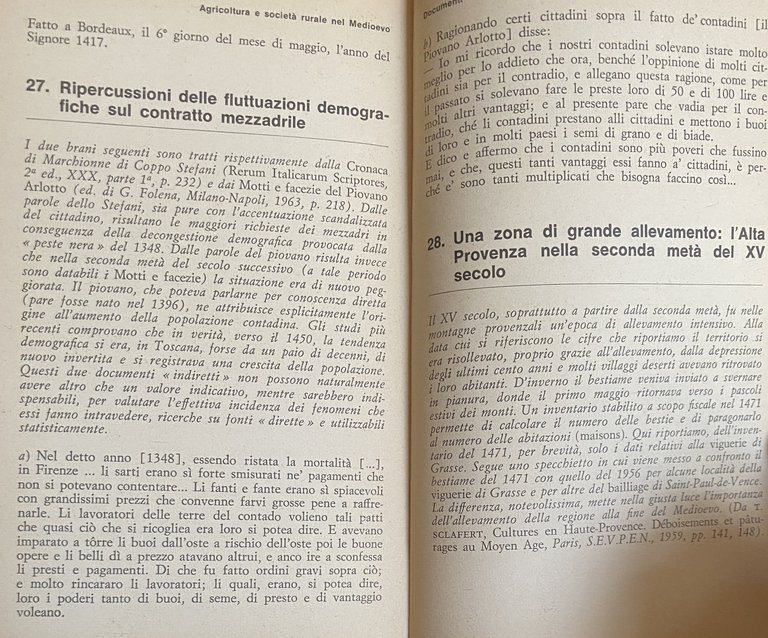 Agricoltura e società rurale nel Medioevo
Fatto a Bordeaux, il 6° giorno del mese di maggio, l'anno del
Signore 1417.
27. Ripercussioni delle fluttuazioni demogra-
fiche sul contratto mezzadrile
I due brani seguenti sono tratti rispettivamente dalla Cronaca
di Marchionne di Coppo Stefani (Rerum Italicarum Scriptores,
2ª ed., XXX, parte 1ª, p. 232) e dai Motti e facezie del Piovano
Arlotto (ed. di G. Folena, Milano-Napoli, 1963, p. 218). Dalle
parole dello Stefani, sia pure con l'accentuazione scandalizzata
del cittadino, risultano le maggiori richieste dei mezzadri in
conseguenza della decongestione demografica provocata dalla
« peste nera » del 1348. Dalle parole del piovano risulta invece
che nella seconda metà del secolo successivo (a tale periodo
sono databili i Motti e facezie) la situazione era di nuovo peg-
giorata. Il piovano, che poteva parlarne per conoscenza diretta
(pare fosse nato nel 1396), ne attribuisce esplicitamente l'ori-
gine all'aumento della popolazione contadina. Gli studi più
recenti comprovano che in verità, verso il 1450, la tendenza
demografica si era, in Toscana, forse da un paio di decenni, di
nuovo invertita e si registrava una crescita della popolazione.
Questi due documenti « indiretti » non possono naturalmente
avere altro che un valore indicativo, mentre sarebbero indi-
spensabili, per valutare l'effettiva incidenza dei fenomeni che
essi fanno intravedere, ricerche su fonti « dirette » e utilizzabili
statisticamente.
a) Nel detto anno [1348], essendo ristata la mortalità [...],
in Firenze ... li sarti erano sì forte smisurati ne' pagamenti che
non si potevano contentare... Li fanti e fante erano sì spiacevoli
con grandissimi prezzi che convenne farvi grosse pene a raffre-
narle. Li lavoratori delle terre del contado volieno tali patti
che quasi ciò che si ricogliea era loro si potea dire. E avevano
imparato a tôrre li buoi dall'oste a rischio dell'oste poi le buone
opere e li belli dì a prezzo atavano altrui, e anco ire a sconfessa
li presti e pagamenti. Di che fu fatto ordini gravi sopra ciò;
e molto rincararo li lavoratori; li quali, erano, si potea dire,
loro i poderi tanto di buoi, di seme, di presto e di vantaggio
voleano.
Documenti
b) Ragionando certi cittadini sopra il fatto de' contadini [il
Piovano Arlotto] disse:
— Io mi ricordo che i nostri contadini solevano istare molto
meglio per lo addieto che ora, benché l'oppinione di molti cit-
tadini sia per il contradio, e allegano questa ragione, come per
il passato si solevano fare le preste loro di 50 e di 100 lire e
molti altri vantaggi; e al presente pare che vadia per il con-
tradio, ché li contadini prestano alli cittadini e mettono i buoi
di loro e in molti paesi i semi di grano e di biade.
E dico e affermo che i contadini sono più poveri che fussino
mai, e che, questi tanti vantaggi essi fanno a' cittadini, è per-
ché e' sono tanti multiplicati che bisogna faccino così...
28. Una zona di grande allevamento: l'Alta
Provenza nella seconda metà del XV
secolo
Il XV secolo, soprattutto a partire dalla seconda metà, fu nelle
montagne provenzali un'epoca di allevamento intensivo. Alla
data cui si riferiscono le cifre che riportiamo il territorio si
era risollevato, proprio grazie all'allevamento, dalla depressione
degli ultimi cento anni e molti villaggi deserti avevano ritrovato
i loro abitanti. D'inverno il bestiame veniva inviato a svernare
in pianura, donde il primo maggio ritornava verso i pascoli
estivi dei monti. Un inventario stabilito a scopo fiscale nel 1471
permette di calcolare il numero delle bestie e di paragonarlo
al numero delle abitazioni (maisons). Qui riportiamo, dell'inven-
tario del 1471, per brevità, solo i dati relativi alla viguerie di
Grasse. Segue uno specchietto in cui viene messo a confronto il
bestiame del 1471 con quello del 1956 per alcune località della
viguerie di Grasse e per altre del bailliage di Saint-Paul-de-Vence.
La differenza, notevolissima, mette nella giusta luce l'importanza
dell'allevamento della regione alla fine del Medioevo. (Da T.
SCLAFERT, Cultures en Haute-Provence. Déboisements et pâtu-
rages au Moyen Age, Paris, S.E.V.P.E.N., 1959, pp. 141, 148).